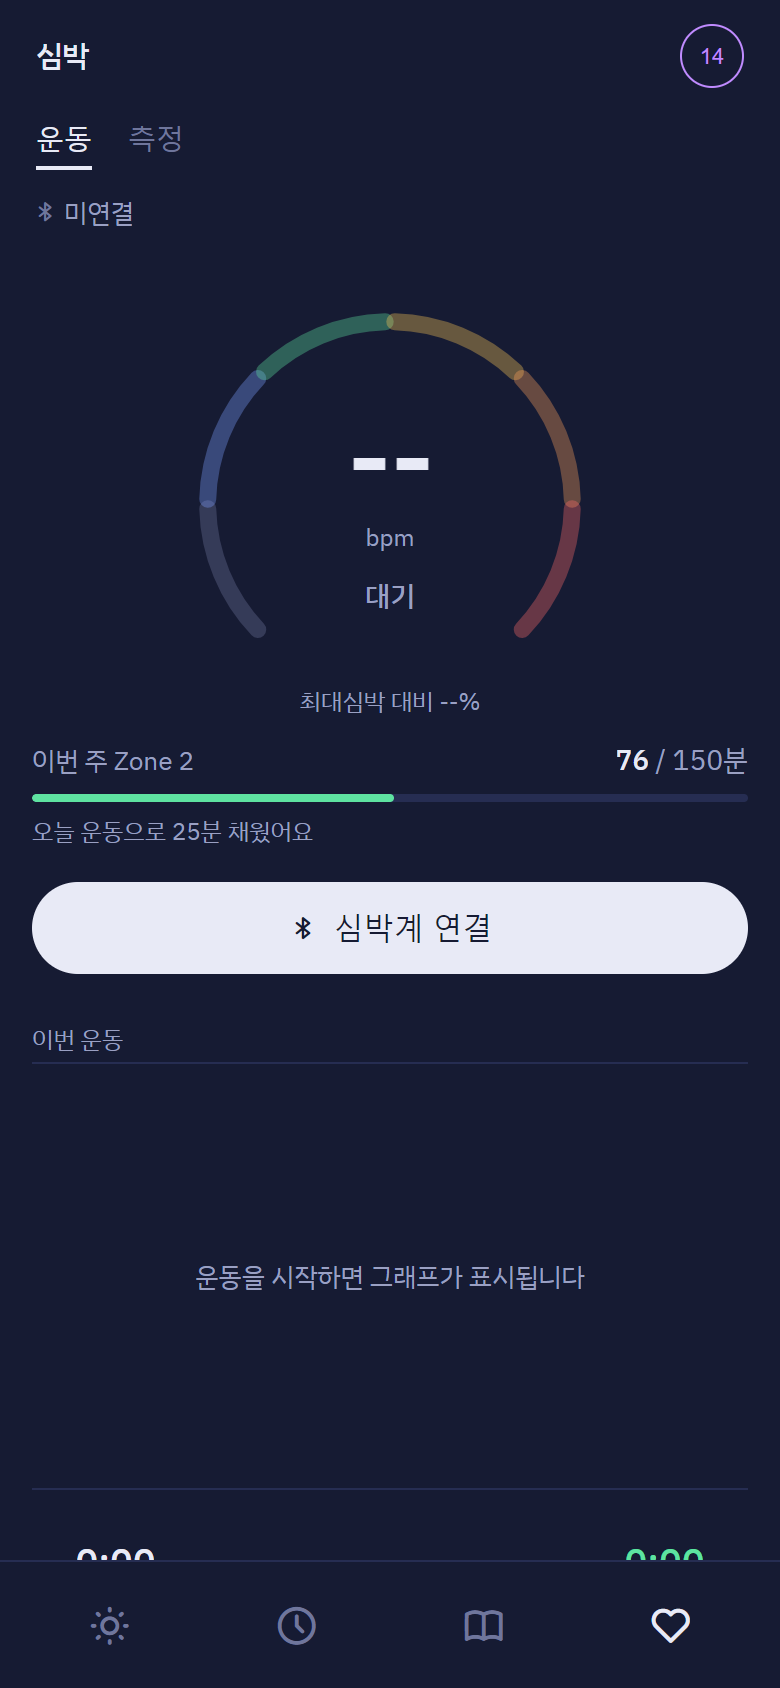 심박
14
운동 측정
미연결
--
bpm
대기
최대심박 대비 --%
이번 주 Zone 2
76 / 150분
오늘 운동으로 25분 채웠어요
심박계 연결
이번 운동
운동을 시작하면 그래프가 표시됩니다